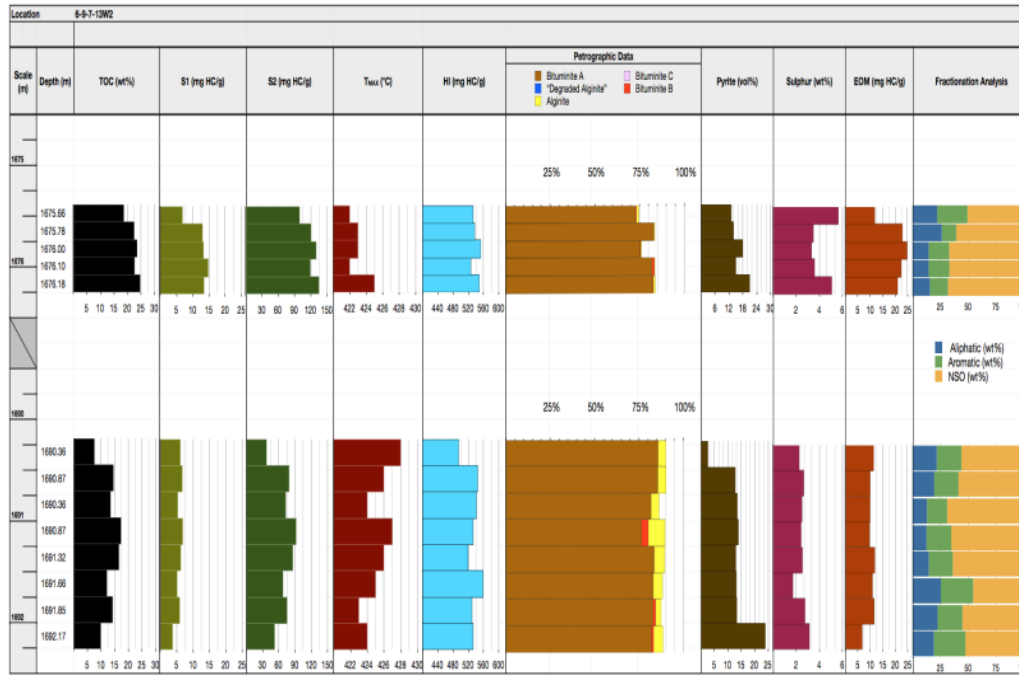 Location 6-9-7-13W2
Petrographic Data
Scale (m) Depth (m) TOC (wt%) S1 (mg HC/g) S2 (mg HC/g) TMAX (°C) HI (mg HC/g) Pyrite (vol%) Sulphur (wt%) EOM (mg HC/g) Fractionation Analysis
Bituminite A Bituminite C
"Degraded Alginite" Bituminite B
Alginite
1675
25% 50% 75% 100%
1675.66
1675.78
1676.00
1676
1676.10
1676.18
5 10 15 20 25 30 5 10 15 20 25 30 60 90 120 150 422 424 426 428 430 440 480 520 560 600 6 12 18 25 30 2 4 6 5 10 15 20 25 25 50 75
Aliphatic (wt%)
Aromatic (wt%)
NSO (wt%)
1690
25% 50% 75% 100%
1690.36
1690.87
1690.36
1691
1690.87
1691.32
1691.66
1691.85
1692
1692.17
5 10 15 20 25 30 5 10 15 20 25 30 60 90 120 150 422 424 426 428 430 440 480 520 560 600 5 10 15 20 25 2 4 6 5 10 15 20 25 25 50 75